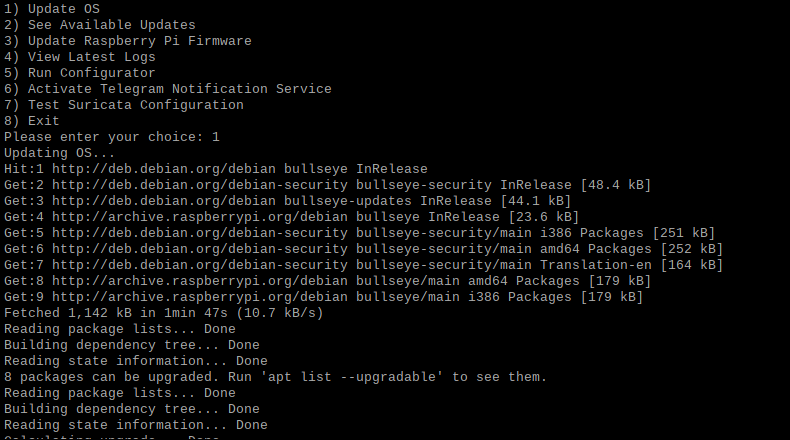 1) Update OS
2) See Available Updates
3) Update Raspberry Pi Firmware
4) View Latest Logs
5) Run Configurator
6) Activate Telegram Notification Service
7) Test Suricata Configuration
8) Exit
Please enter your choice: 1
Updating OS...
Hit:1 http://deb.debian.org/debian bullseye InRelease
Get:2 http://deb.debian.org/debian-security bullseye-security InRelease [48.4 kB]
Get:3 http://deb.debian.org/debian bullseye-updates InRelease [44.1 kB]
Get:4 http://archive.raspberrypi.org/debian bullseye InRelease [23.6 kB]
Get:5 http://deb.debian.org/debian-security bullseye-security/main i386 Packages [251 kB]
Get:6 http://deb.debian.org/debian-security bullseye-security/main amd64 Packages [252 kB]
Get:7 http://deb.debian.org/debian-security bullseye-security/main Translation-en [164 kB]
Get:8 http://archive.raspberrypi.org/debian bullseye/main amd64 Packages [179 kB]
Get:9 http://archive.raspberrypi.org/debian bullseye/main i386 Packages [179 kB]
Fetched 1,142 kB in 1min 47s (10.7 kB/s)
Reading package lists... Done
Building dependency tree... Done
Reading state information... Done
8 packages can be upgraded. Run 'apt list --upgradable' to see them.
Reading package lists... Done
Building dependency tree... Done
Reading state information... Done
Calculating upgrade... Done